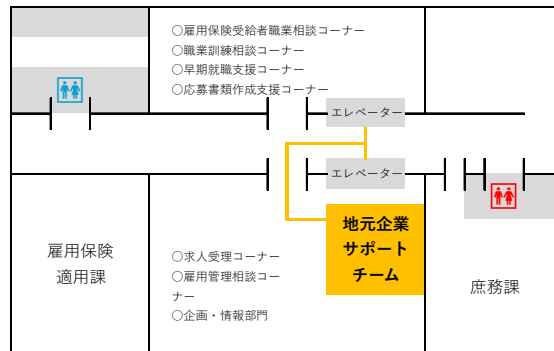 ○雇用保険受給者職業相談コーナー
○職業訓練相談コーナー
○早期就職支援コーナー
○応募書類作成支援コーナー
エレベーター
エレベーター
地元企業
サポート
チーム
雇用保険
適用課
○求人受理コーナー
○雇用管理相談コー
ナー
○企画・情報部門
庶務課